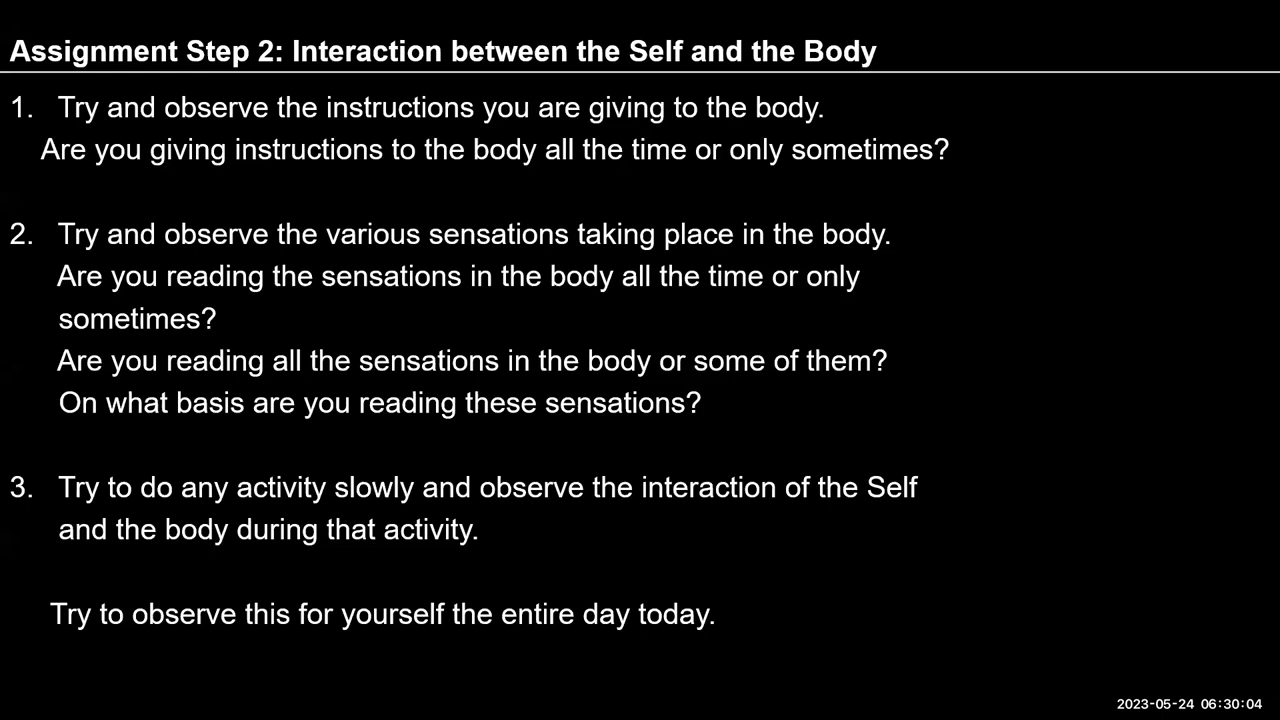 Assignment Step 2: Interaction between the Self and the Body
1. Try and observe the instructions you are giving to the body.
Are you giving instructions to the body all the time or only sometimes?
2. Try and observe the various sensations taking place in the body.
Are you reading the sensations in the body all the time or only
sometimes?
Are you reading all the sensations in the body or some of them?
On what basis are you reading these sensations?
3. Try to do any activity slowly and observe the interaction of the Self
and the body during that activity.
Try to observe this for yourself the entire day today.
2023-05-24 06:30:04